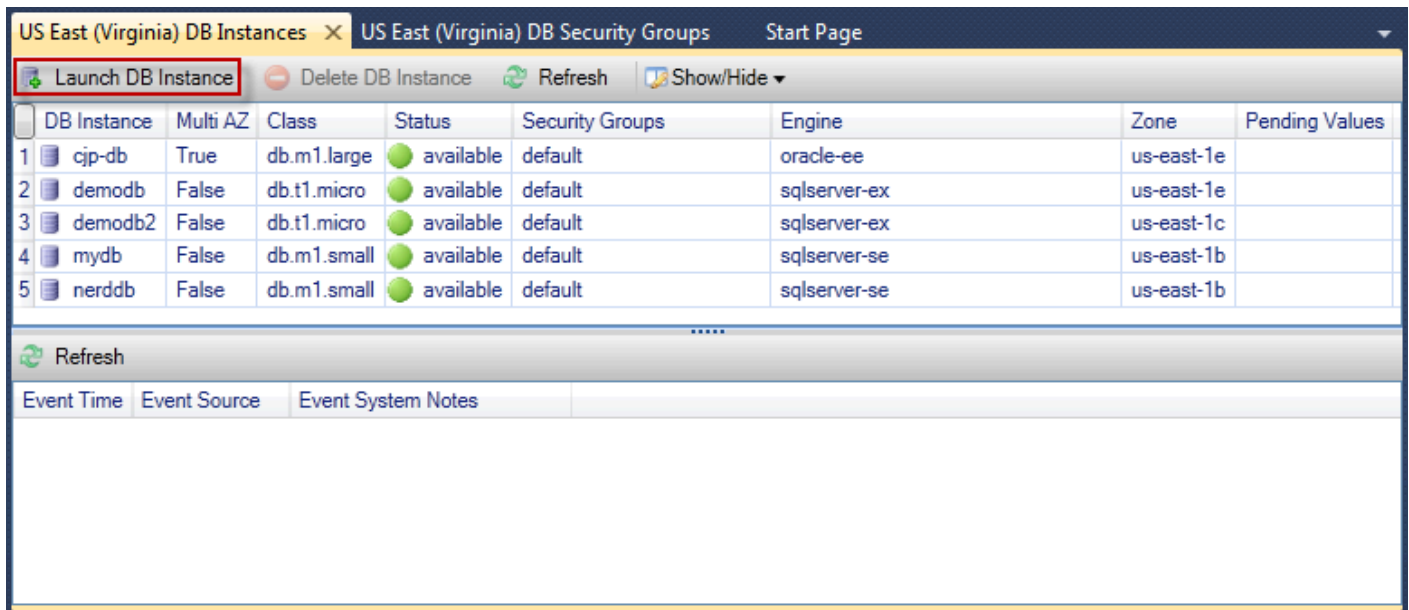 US East (Virginia) DB Instances US East (Virginia) DB Security Groups Start Page
Launch DB Instance Delete DB Instance Refresh Show/Hide
DB Instance Multi AZ Class Status Security Groups Engine Zone Pending Values
1 cjp-db True db.m1.large available default oracle-ee us-east-1e
2 demodb False db.t1.micro available default sqlserver-ex us-east-1e
3 demodb2 False db.t1.micro available default sqlserver-ex us-east-1c
4 mydb False db.m1.small available default sqlserver-se us-east-1b
5 nerddb False db.m1.small available default sqlserver-se us-east-1b
Refresh
Event Time Event Source Event System Notes